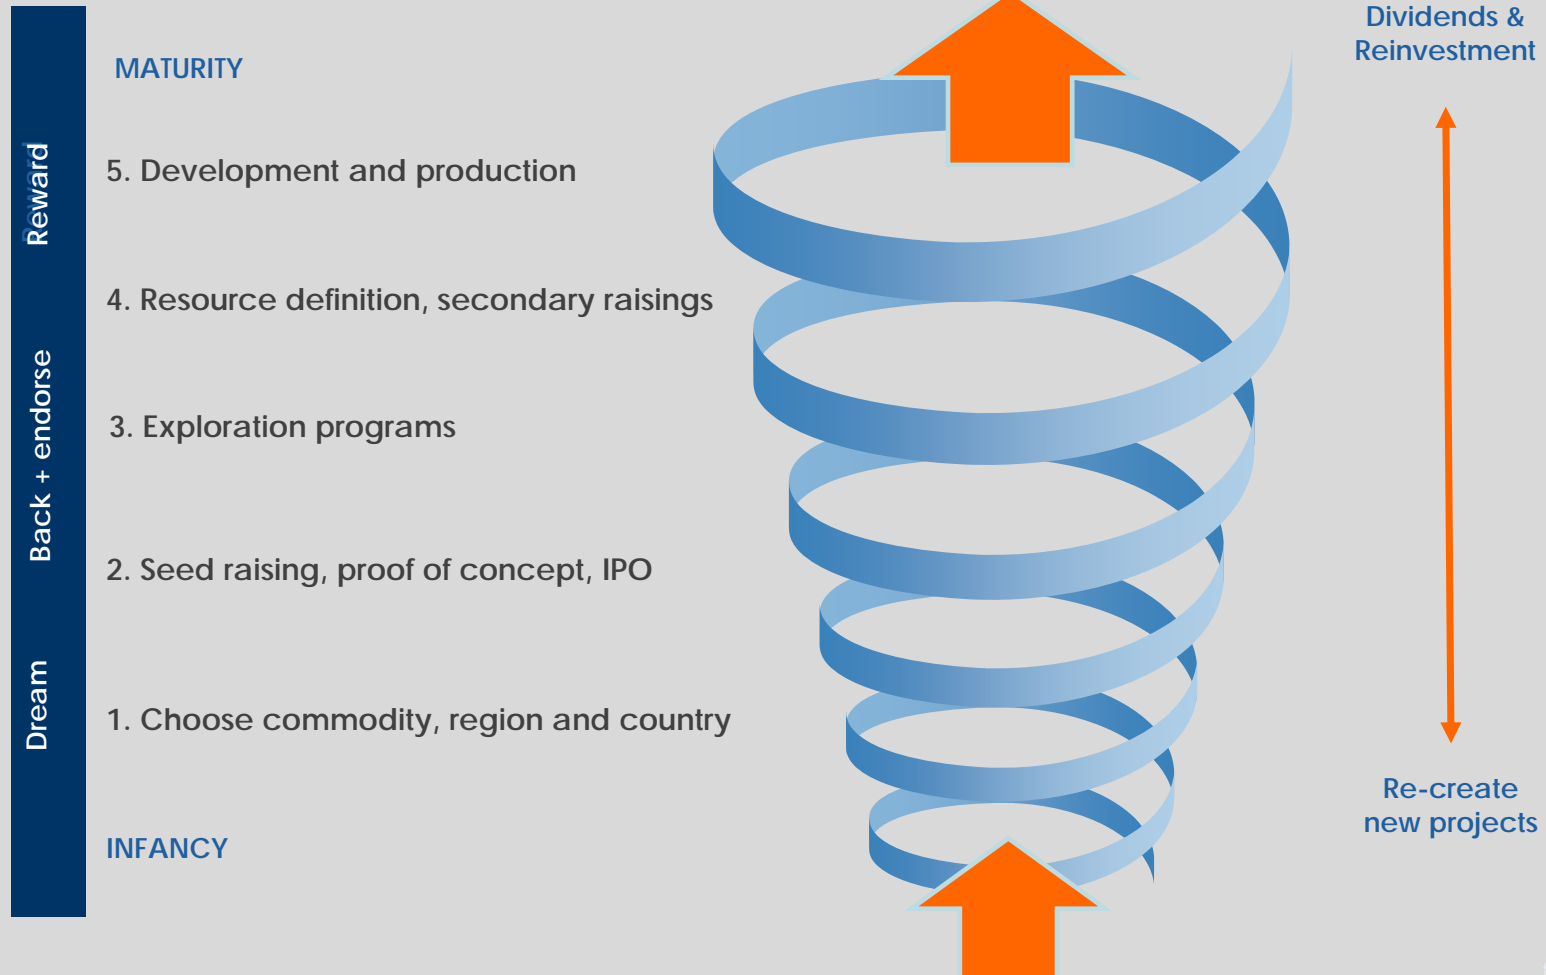 Dividends &
Reinvestment
MATURITY
Reward
5. Development and production
4. Resource definition, secondary raisings
Back + endorse
3. Exploration programs
2. Seed raising, proof of concept, IPO
Dream
1. Choose commodity, region and country
Re-create
new projects
INFANCY